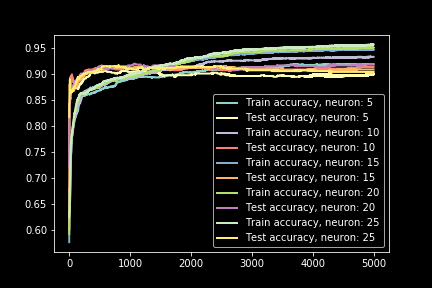 0.95
0.90
0.85
0.80
0.75
0.70
0.65
0.60
0 1000 2000 3000 4000 5000
Train accuracy, neuron: 5
Test accuracy, neuron: 5
Train accuracy, neuron: 10
Test accuracy, neuron: 10
Train accuracy, neuron: 15
Test accuracy, neuron: 15
Train accuracy, neuron: 20
Test accuracy, neuron: 20
Train accuracy, neuron: 25
Test accuracy, neuron: 25